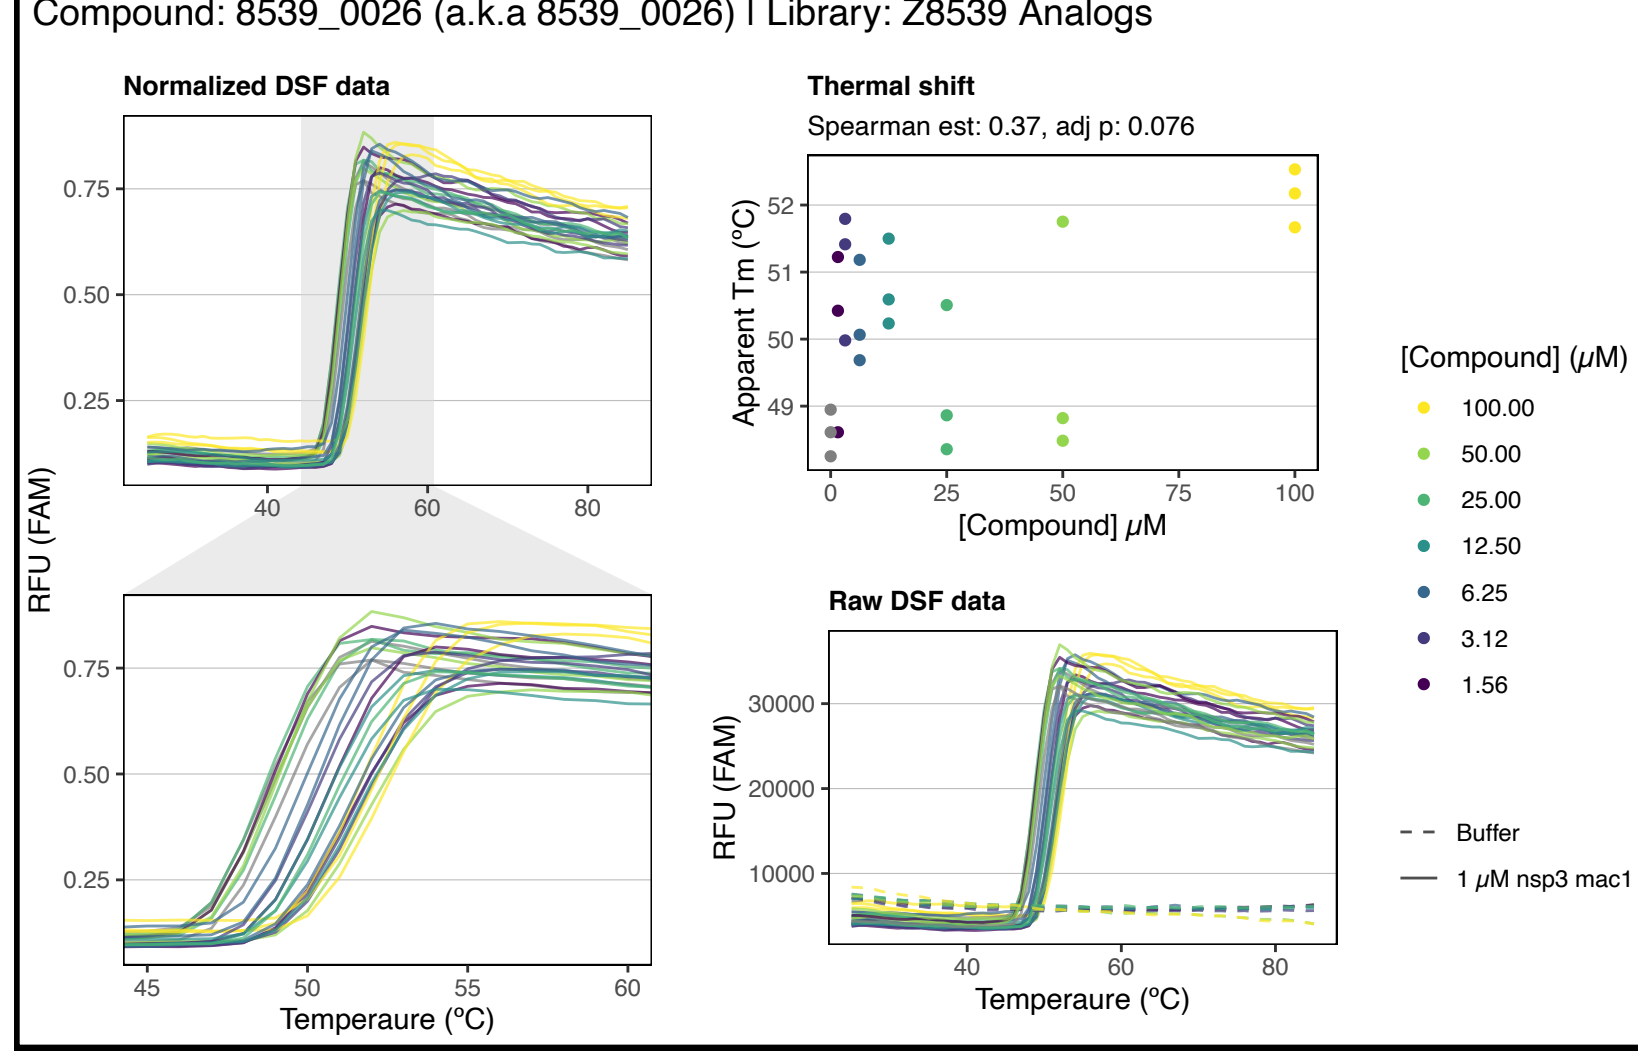 Compound: 8539_0026 (a.k.a 8539_0026) | Library: Z8539 Analogs
Normalized DSF data
0.75
0.50
0.25
40
60
80
RFU (FAM)
0.75
0.50
0.25
45
50
55
60
Temperaure (ºC)
Thermal shift
Spearman est: 0.37, adj p: 0.076
Apparent Tm (ºC)
52
51
50
49
0
25
50
75
100
[Compound] µM
Raw DSF data
RFU (FAM)
30000
20000
10000
40
60
80
Temperaure (ºC)
[Compound] (µM)
100.00
50.00
25.00
12.50
6.25
3.12
1.56
Buffer
1 µM nsp3 mac1